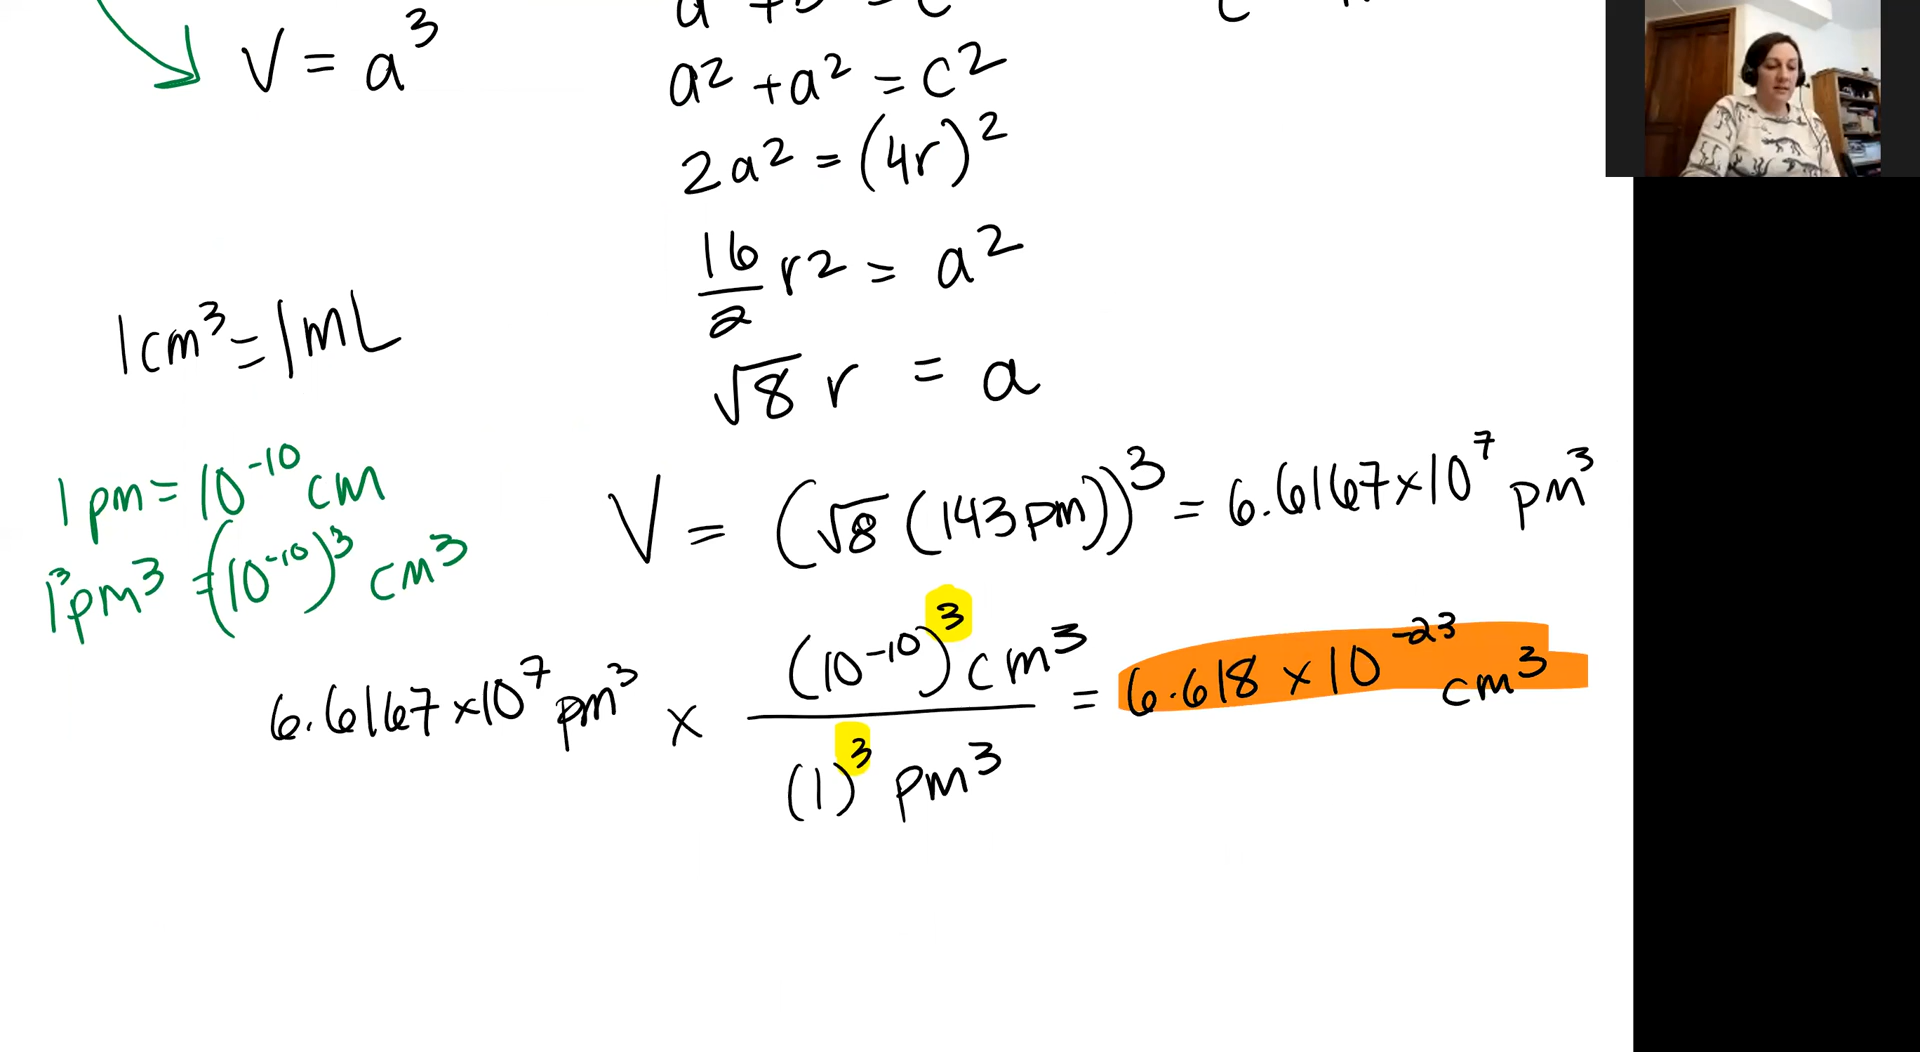 V = a³
a² + a² = c²
2a² = (4r)²
16/2 r2 = a²
1cm³ = 1mL
√8 r = a
1 pm = 10⁻¹⁰ cm
1³pm³ = (10⁻¹⁰)³ cm³
V = (√8 (143pm))³ = 6.6167×10⁷ pm³
6.6167×10⁷ pm³ × (10⁻¹⁰)³ cm³ / (1)³ pm³ = 6.618 × 10⁻²³ cm³